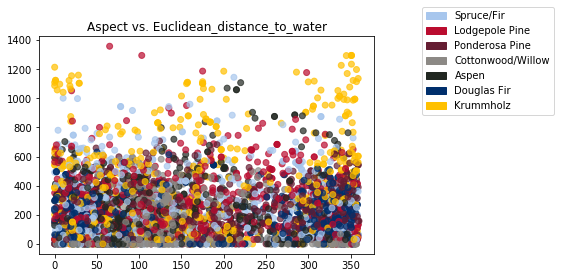 Aspect vs. Euclidean_distance_to_water
1400
1200
1000
800
600
400
200
0
0 50 100 150 200 250 300 350
Spruce/Fir
Lodgepole Pine
Ponderosa Pine
Cottonwood/Willow
Aspen
Douglas Fir
Krummholz